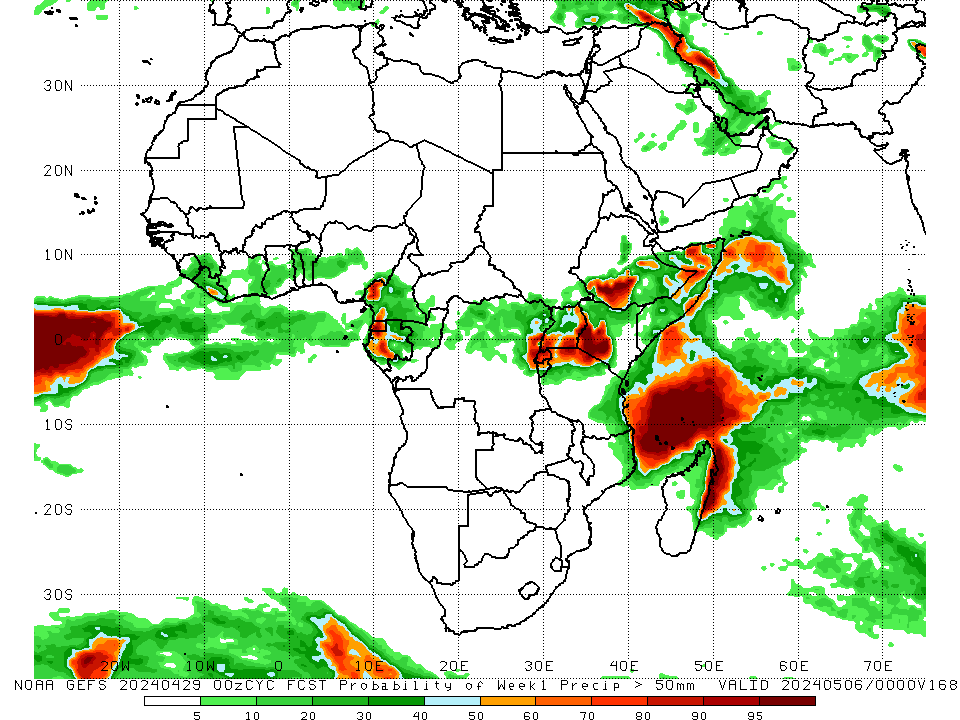 30N
20N
10N
0
10S
20S
30S
20W 10W 0 10E 20E 30E 40E 50E 60E 70E
NOAA GEFS 20240429 00zCYC FCST Probability of Week1 Precip > 50mm VALID 20240506/0000V168
5 10 20 30 40 50 60 70 80 90 95